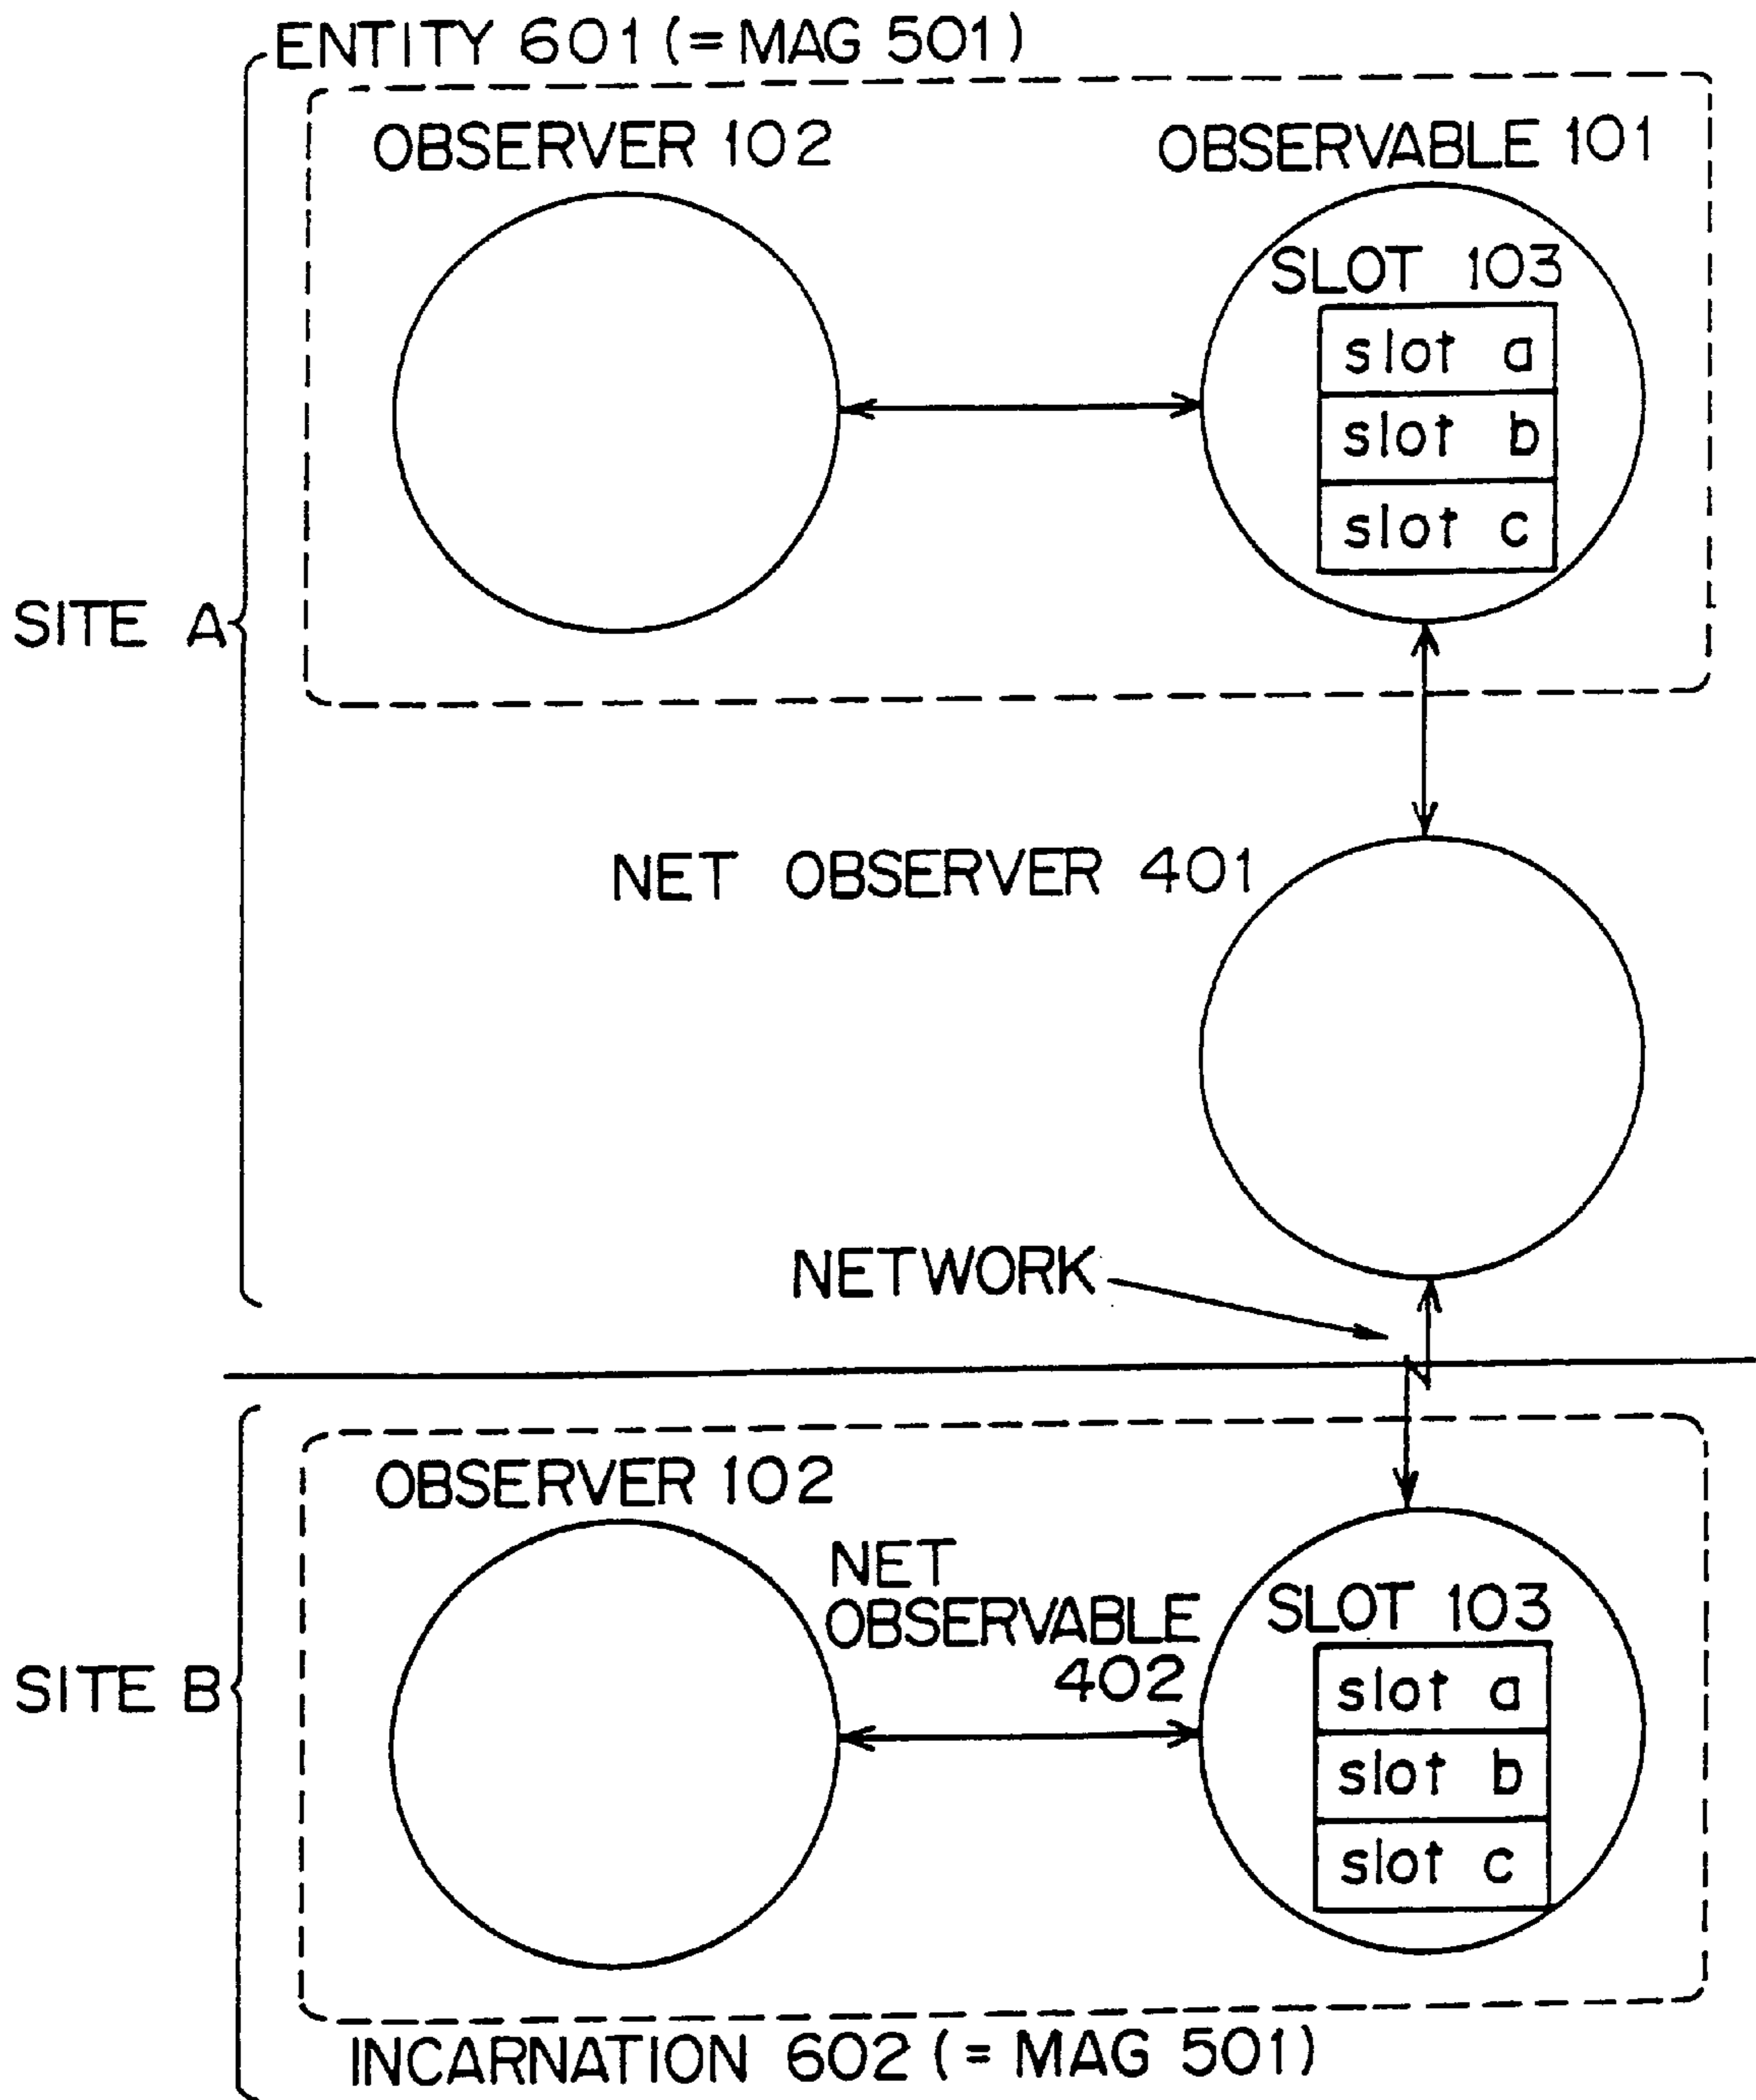 ENTITY 601 (= MAG 501)
OBSERVER 102
OBSERVABLE 101
SLOT 103
slot a
slot b
slot c
SITE A
NET OBSERVER 401
NETWORK
OBSERVER 102
NET
OBSERVABLE
402
SLOT 103
slot a
slot b
slot c
SITE B
INCARNATION 602 (= MAG 501)